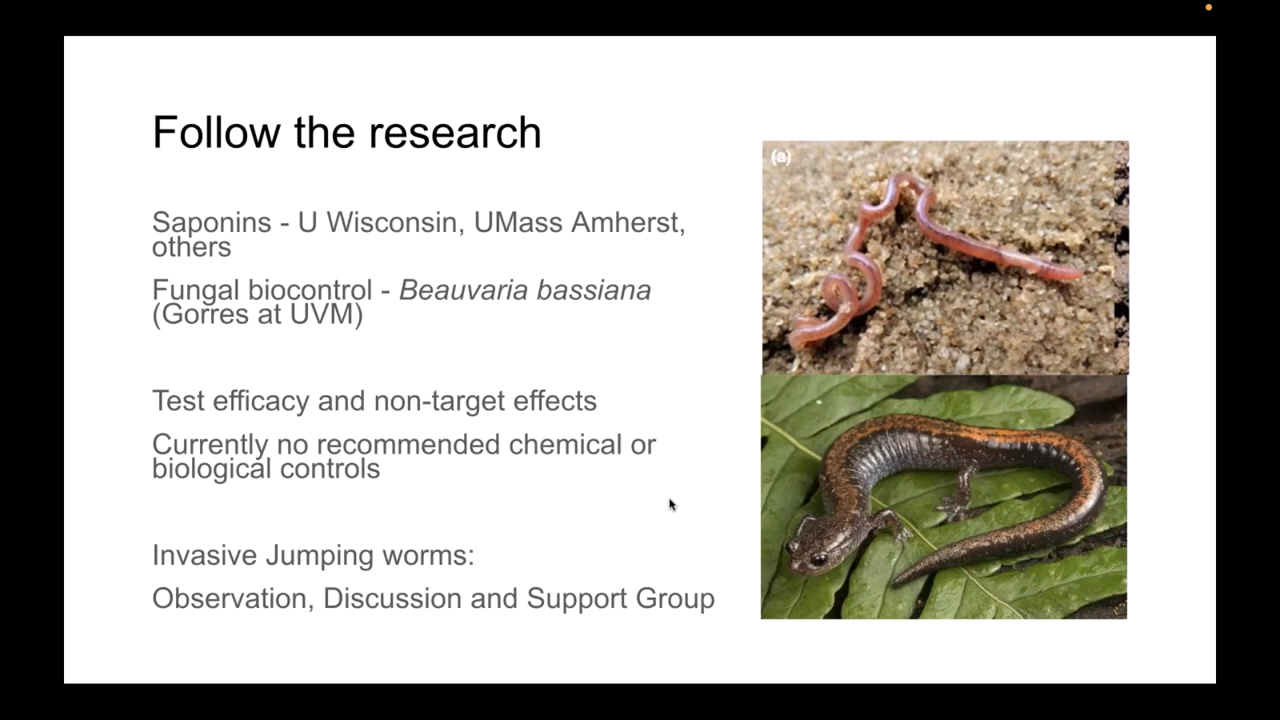 Follow the research
Saponins - U Wisconsin, UMass Amherst,
others
Fungal biocontrol - Beauvaria bassiana
(Gorres at UVM)
Test efficacy and non-target effects
Currently no recommended chemical or
biological controls
Invasive Jumping worms:
Observation, Discussion and Support Group
(a)